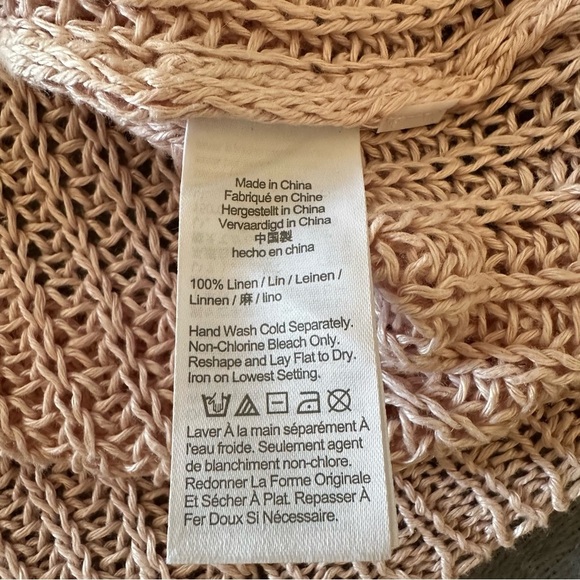 Made in China
Fabriqué en Chine
Hergestellt in China
Vervaardigd in China
中国製
hecho en china
100% Linen / Lin / Leinen /
Linnen / 麻 / lino
Hand Wash Cold Separately.
Non-Chlorine Bleach Only.
Reshape and Lay Flat to Dry.
Iron on Lowest Setting.
Laver À la main séparément À
l'eau froide. Seulement agent
de blanchiment non-chlore.
Redonner La Forme Originale
Et Sécher À Plat. Repasser À
Fer Doux Si Nécessaire.